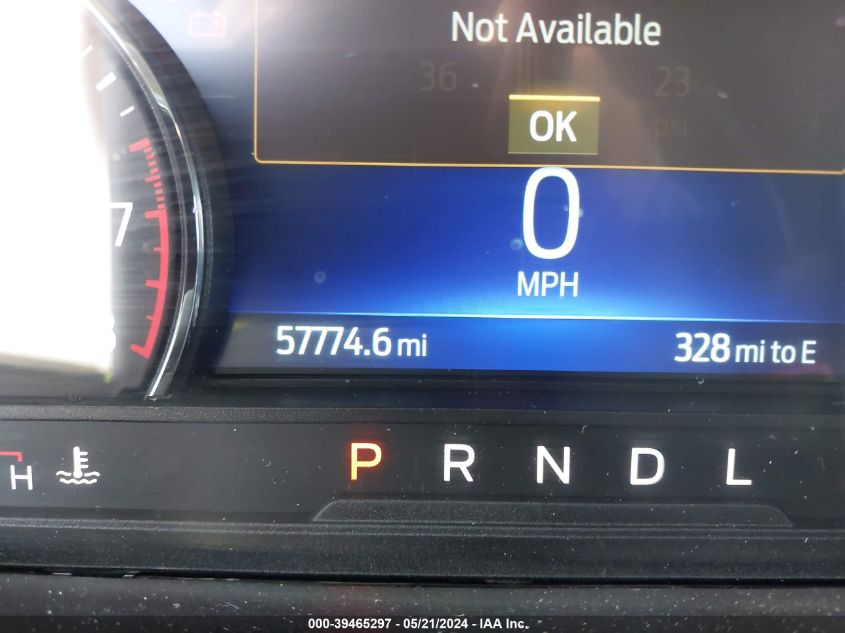 Not Available
36 23
psi
OK
7
0
MPH
57774.6 mi 328 mi to E
H P R N D L
000-39465297 - 05/21/2024 - IAA Inc.